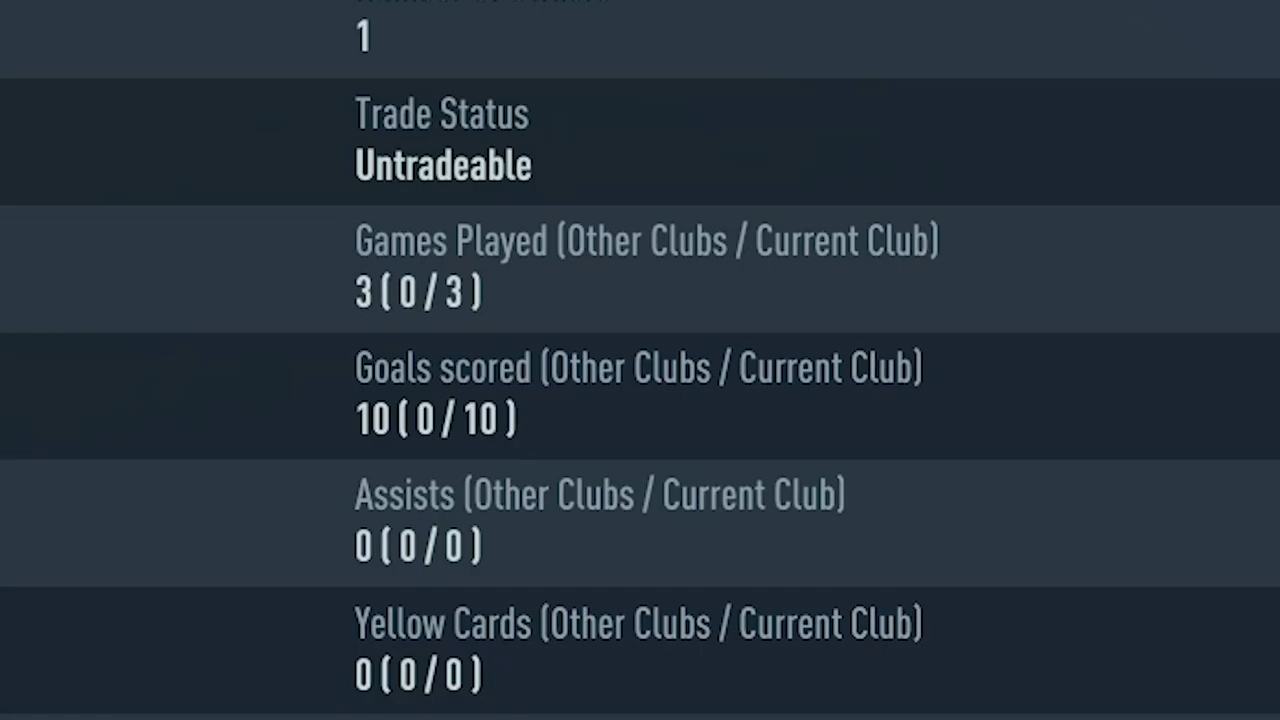 1
Trade Status
Untradeable
Games Played (Other Clubs / Current Club)
3 ( 0 / 3 )
Goals scored (Other Clubs / Current Club)
10 ( 0 / 10 )
Assists (Other Clubs / Current Club)
0 ( 0 / 0 )
Yellow Cards (Other Clubs / Current Club)
0 ( 0 / 0 )